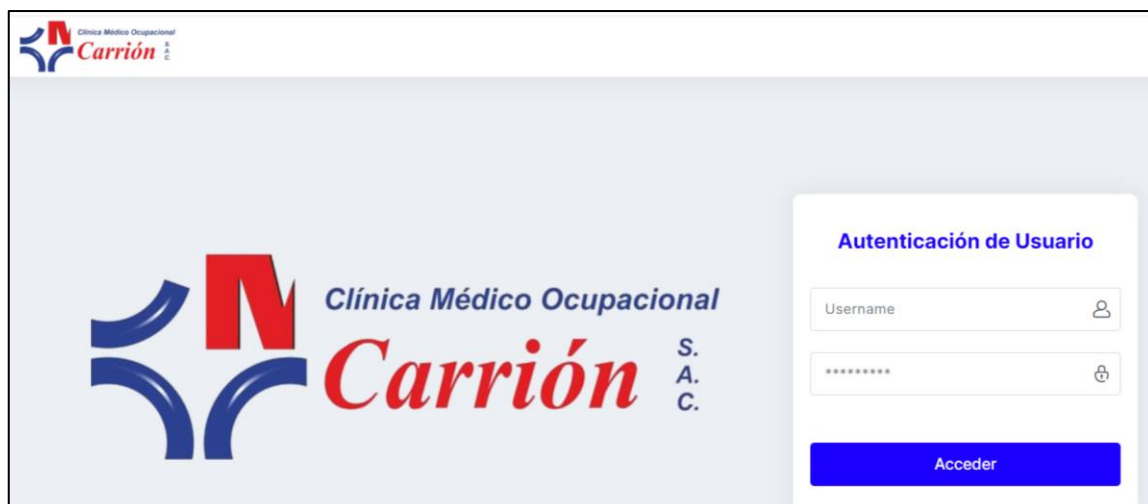 Clínica Médico Ocupacional
Carrión S.A.C.
Autenticación de Usuario
Clínica Médico Ocupacional
Carrión S.A.C.
Username
*********
Acceder